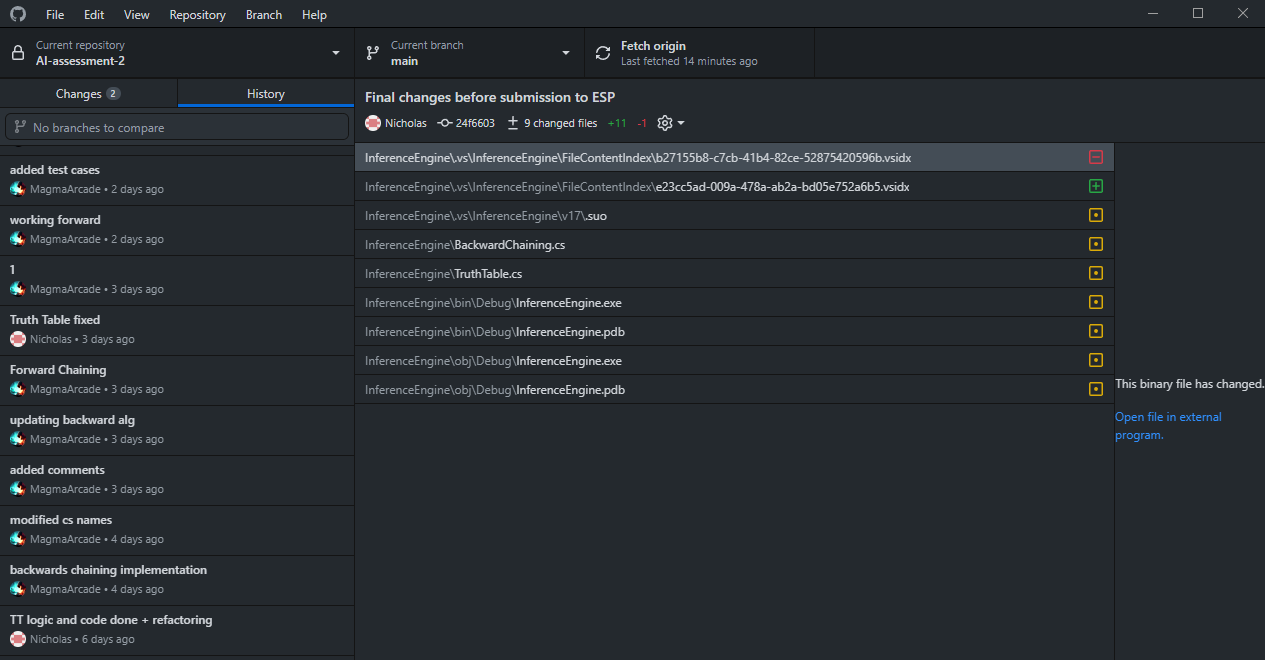 File Edit View Repository Branch Help
Current repository
AI-assessment-2
Current branch
main
Fetch origin
Last fetched 14 minutes ago
Changes 2
History
No branches to compare
added test cases
MagmaArcade • 2 days ago
working forward
MagmaArcade • 2 days ago
1
MagmaArcade • 3 days ago
Truth Table fixed
Nicholas • 3 days ago
Forward Chaining
MagmaArcade • 3 days ago
updating backward alg
MagmaArcade • 3 days ago
added comments
MagmaArcade • 3 days ago
modified cs names
MagmaArcade • 4 days ago
backwards chaining implementation
MagmaArcade • 4 days ago
TT logic and code done + refactoring
Nicholas • 6 days ago
Final changes before submission to ESP
Nicholas 24f6603 9 changed files +11 -1
InferenceEngine\.vs\InferenceEngine\FileContentIndex\b27155b8-c7cb-41b4-82ce-52875420596b.vsidx
InferenceEngine\.vs\InferenceEngine\FileContentIndex\e23cc5ad-009a-478a-ab2a-bd05e752a6b5.vsidx
InferenceEngine\.vs\InferenceEngine\v17\.suo
InferenceEngine\BackwardChaining.cs
InferenceEngine\TruthTable.cs
InferenceEngine\bin\Debug\InferenceEngine.exe
InferenceEngine\bin\Debug\InferenceEngine.pdb
InferenceEngine\obj\Debug\InferenceEngine.exe
InferenceEngine\obj\Debug\InferenceEngine.pdb
This binary file has changed.
Open file in external
program.